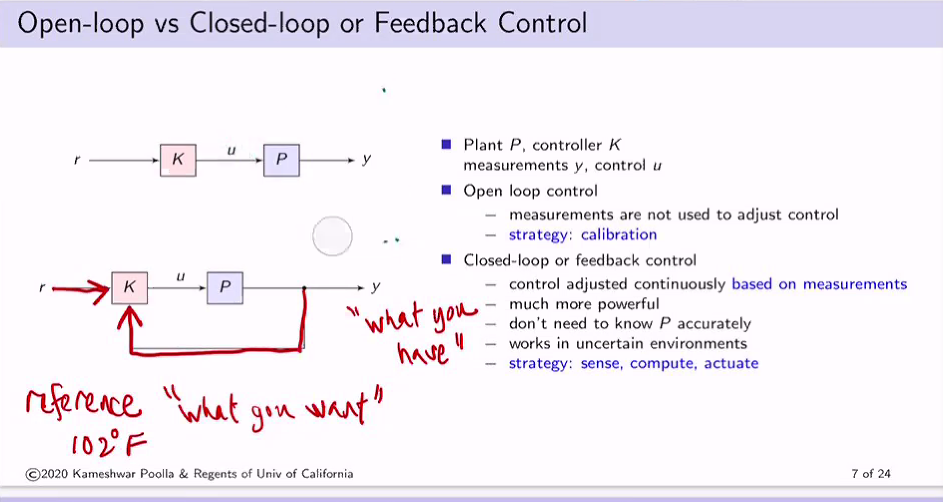 Open-loop vs Closed-loop or Feedback Control
r K u P y
r K u P y
"what you
have"
reference "what you want"
102°F
Plant P, controller K
measurements y, control u
Open loop control
– measurements are not used to adjust control
– strategy: calibration
Closed-loop or feedback control
– control adjusted continuously based on measurements
– much more powerful
– don't need to know P accurately
– works in uncertain environments
– strategy: sense, compute, actuate
©2020 Kameshwar Poolla & Regents of Univ of California
7 of 24